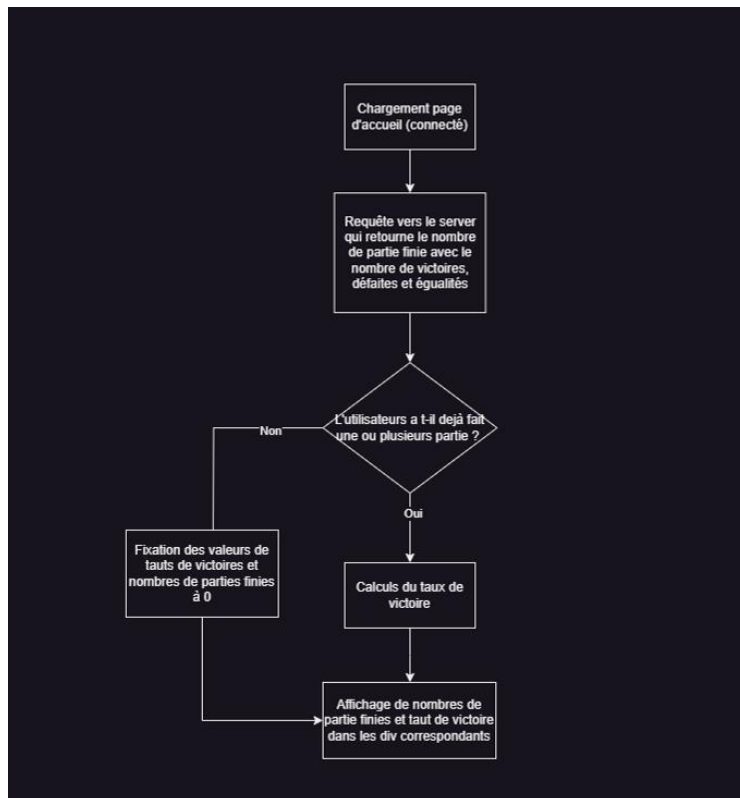 Chargement page
d'accueil (connecté)
Requête vers le server
qui retourne le nombre
de partie finie avec le
nombre de victoires,
défaites et égualités
L'utilisateurs a t-il dejà fait
une ou plusieurs partie ?
Non
Oui
Fixation des valeurs de
tauts de victoires et
nombres de parties finies
à 0
Calculs du taux de
victoire
Affichage de nombres de
partie finies et taut de victoire
dans les div correspondants